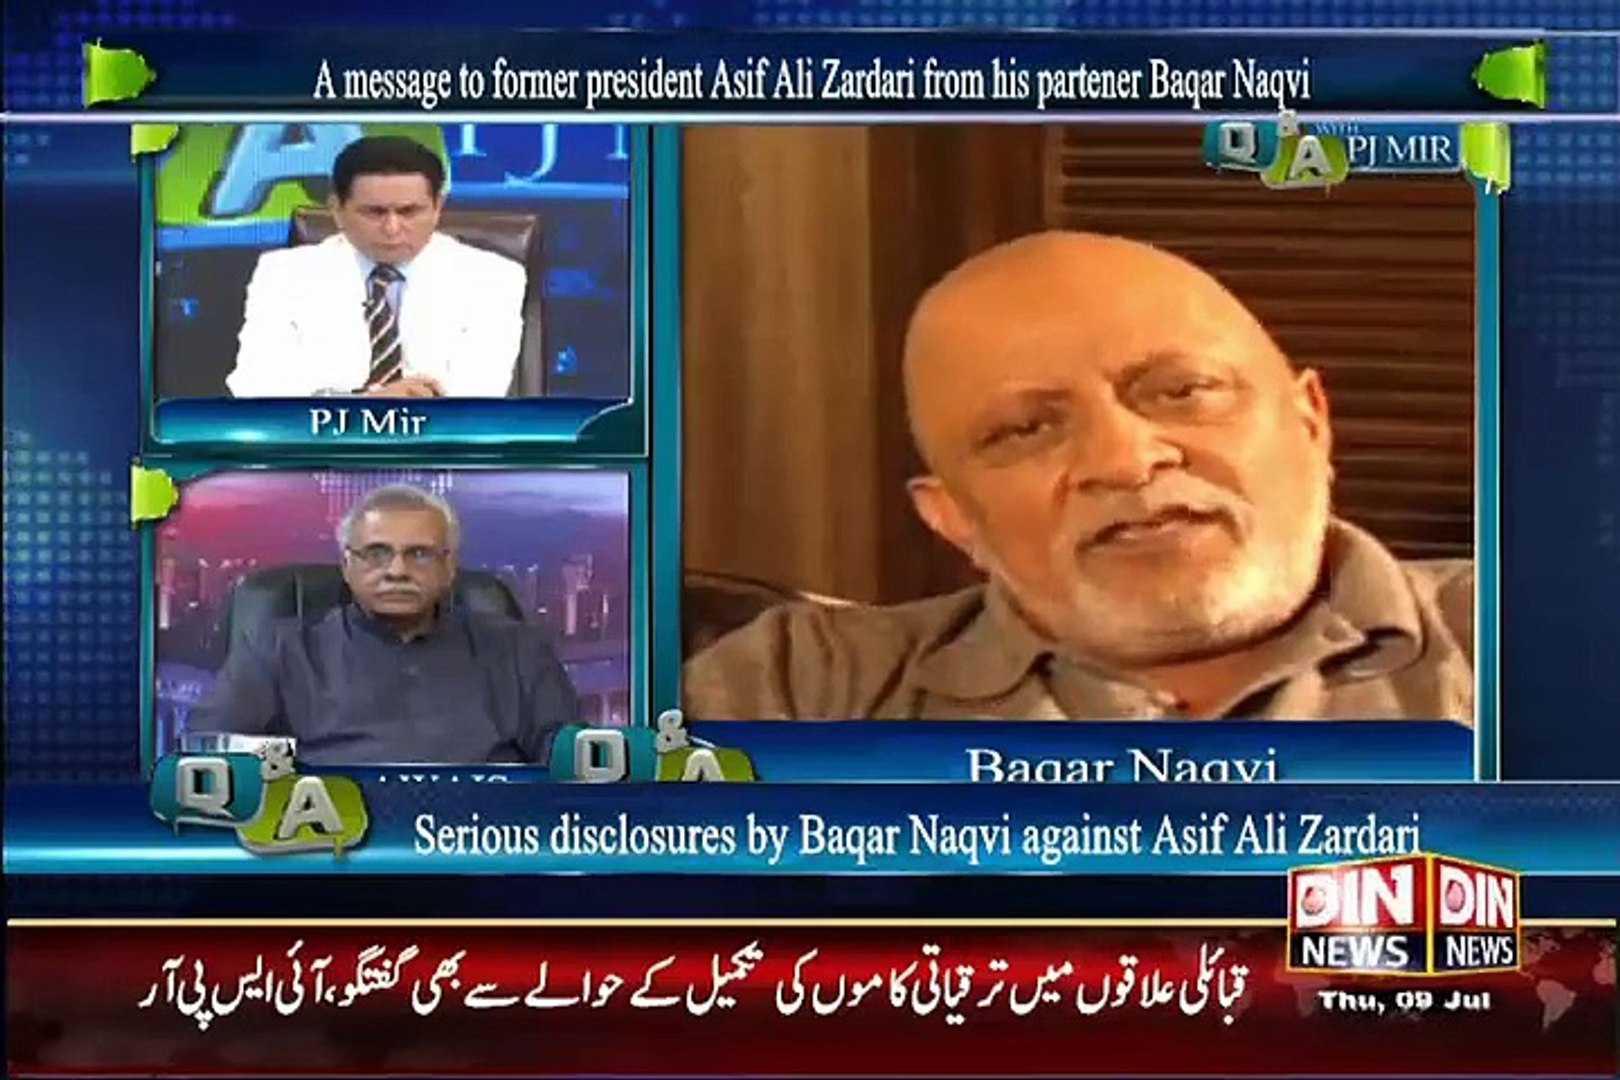 A message to former president Asif Ali Zardari from his partener Baqar Naqvi
Q & A WITH PJ MIR
PJ Mir
Baqar Naqvi
Q & A
Q & A
Serious disclosures by Baqar Naqvi against Asif Ali Zardari
DIN NEWS
DIN NEWS
قبائلی علاقوں میں ترقیاتی کاموں کی تکمیل کے حوالے سے بھی گفتگو، آئی ایس پی آر
Thu, 09 Jul